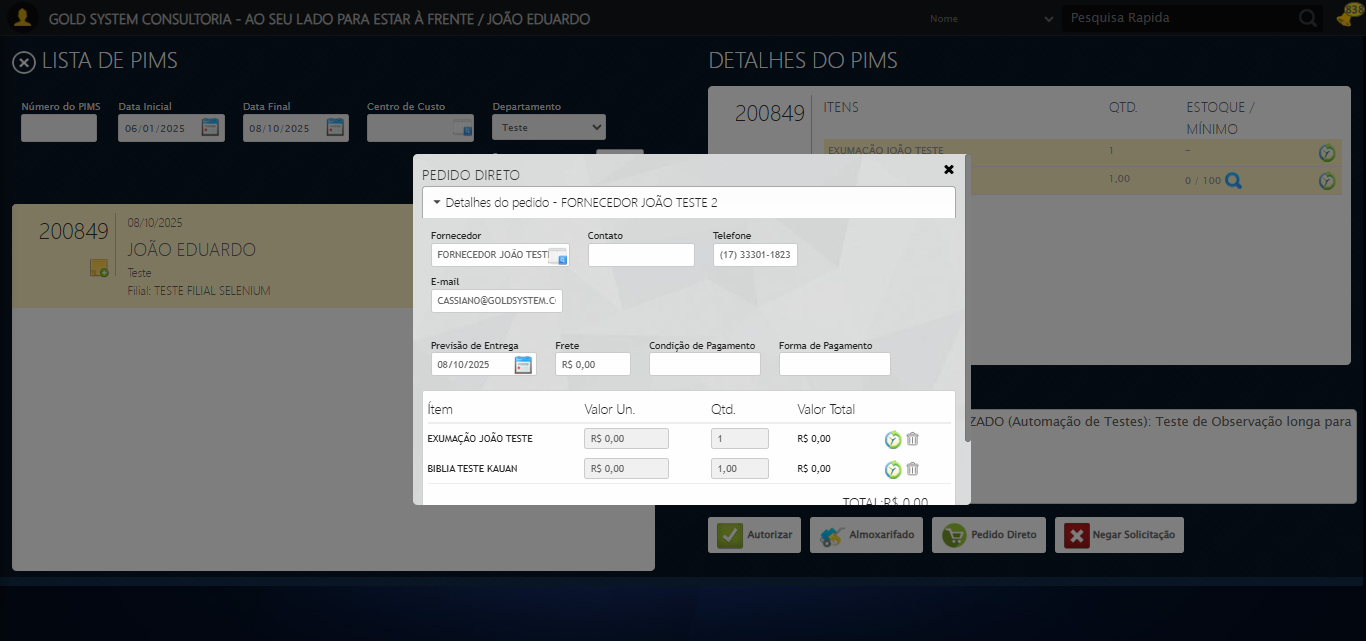 GOLD SYSTEM CONSULTORIA - AO SEU LADO PARA ESTAR À FRENTE / JOÃO EDUARDO
Nome
Pesquisa Rapida
838
LISTA DE PIMS
Número do PIMS
Data Inicial
Data Final
Centro de Custo
Departamento
06/01/2025
08/10/2025
Teste
200849
08/10/2025
JOÃO EDUARDO
Teste
Filial: TESTE FILIAL SELENIUM
DETALHES DO PIMS
200849
ITENS
QTD.
ESTOQUE /
MÍNIMO
EXUMAÇÃO JOÃO TESTE
1
–
1,00
0 / 100
PEDIDO DIRETO
Detalhes do pedido - FORNECEDOR JOÃO TESTE 2
Fornecedor
Contato
Telefone
FORNECEDOR JOÃO TEST
(17) 33301-1823
E-mail
CASSIANO@GOLDSYSTEM.C
Previsão de Entrega
Frete
Condição de Pagamento
Forma de Pagamento
08/10/2025
R$ 0,00
Ítem
Valor Un.
Qtd.
Valor Total
EXUMAÇÃO JOÃO TESTE
R$ 0,00
1
R$ 0,00
BIBLIA TESTE KAUAN
R$ 0,00
1,00
R$ 0,00
TOTAL:R$ 0,00
ZADO (Automação de Testes): Teste de Observação longa para
Autorizar
Almoxarifado
Pedido Direto
Negar Solicitação